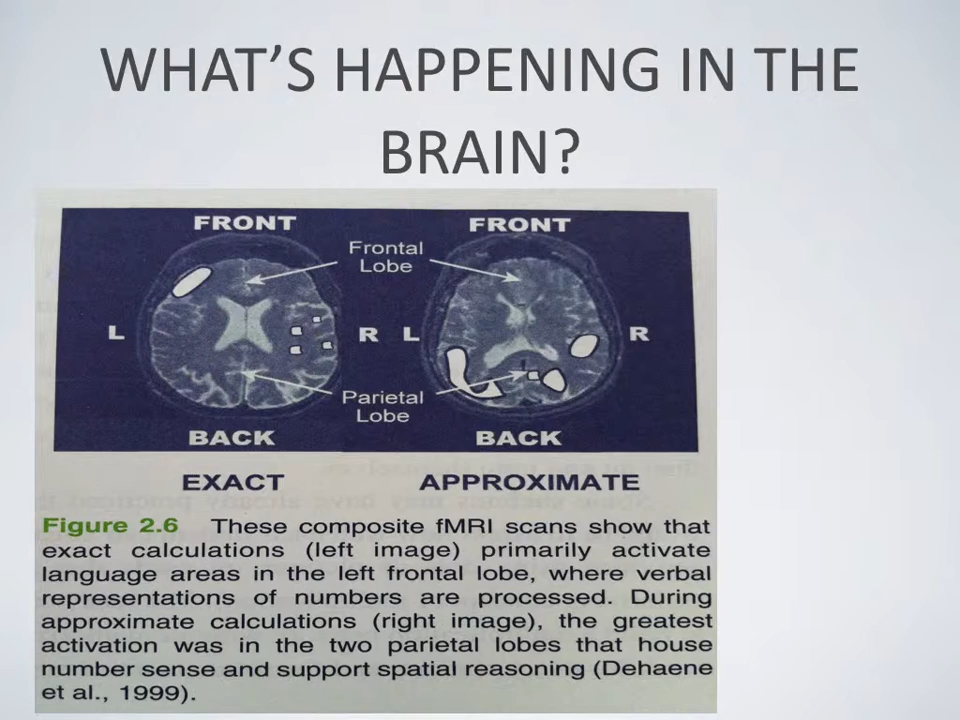 WHAT'S HAPPENING IN THE
BRAIN?
FRONT
FRONT
Frontal
Lobe
L
R
L
R
Parietal
Lobe
BACK
BACK
EXACT
APPROXIMATE
Figure 2.6 These composite fMRI scans show that
exact calculations (left image) primarily activate
language areas in the left frontal lobe, where verbal
representations of numbers are processed. During
approximate calculations (right image), the greatest
activation was in the two parietal lobes that house
number sense and support spatial reasoning (Dehaene
et al., 1999).